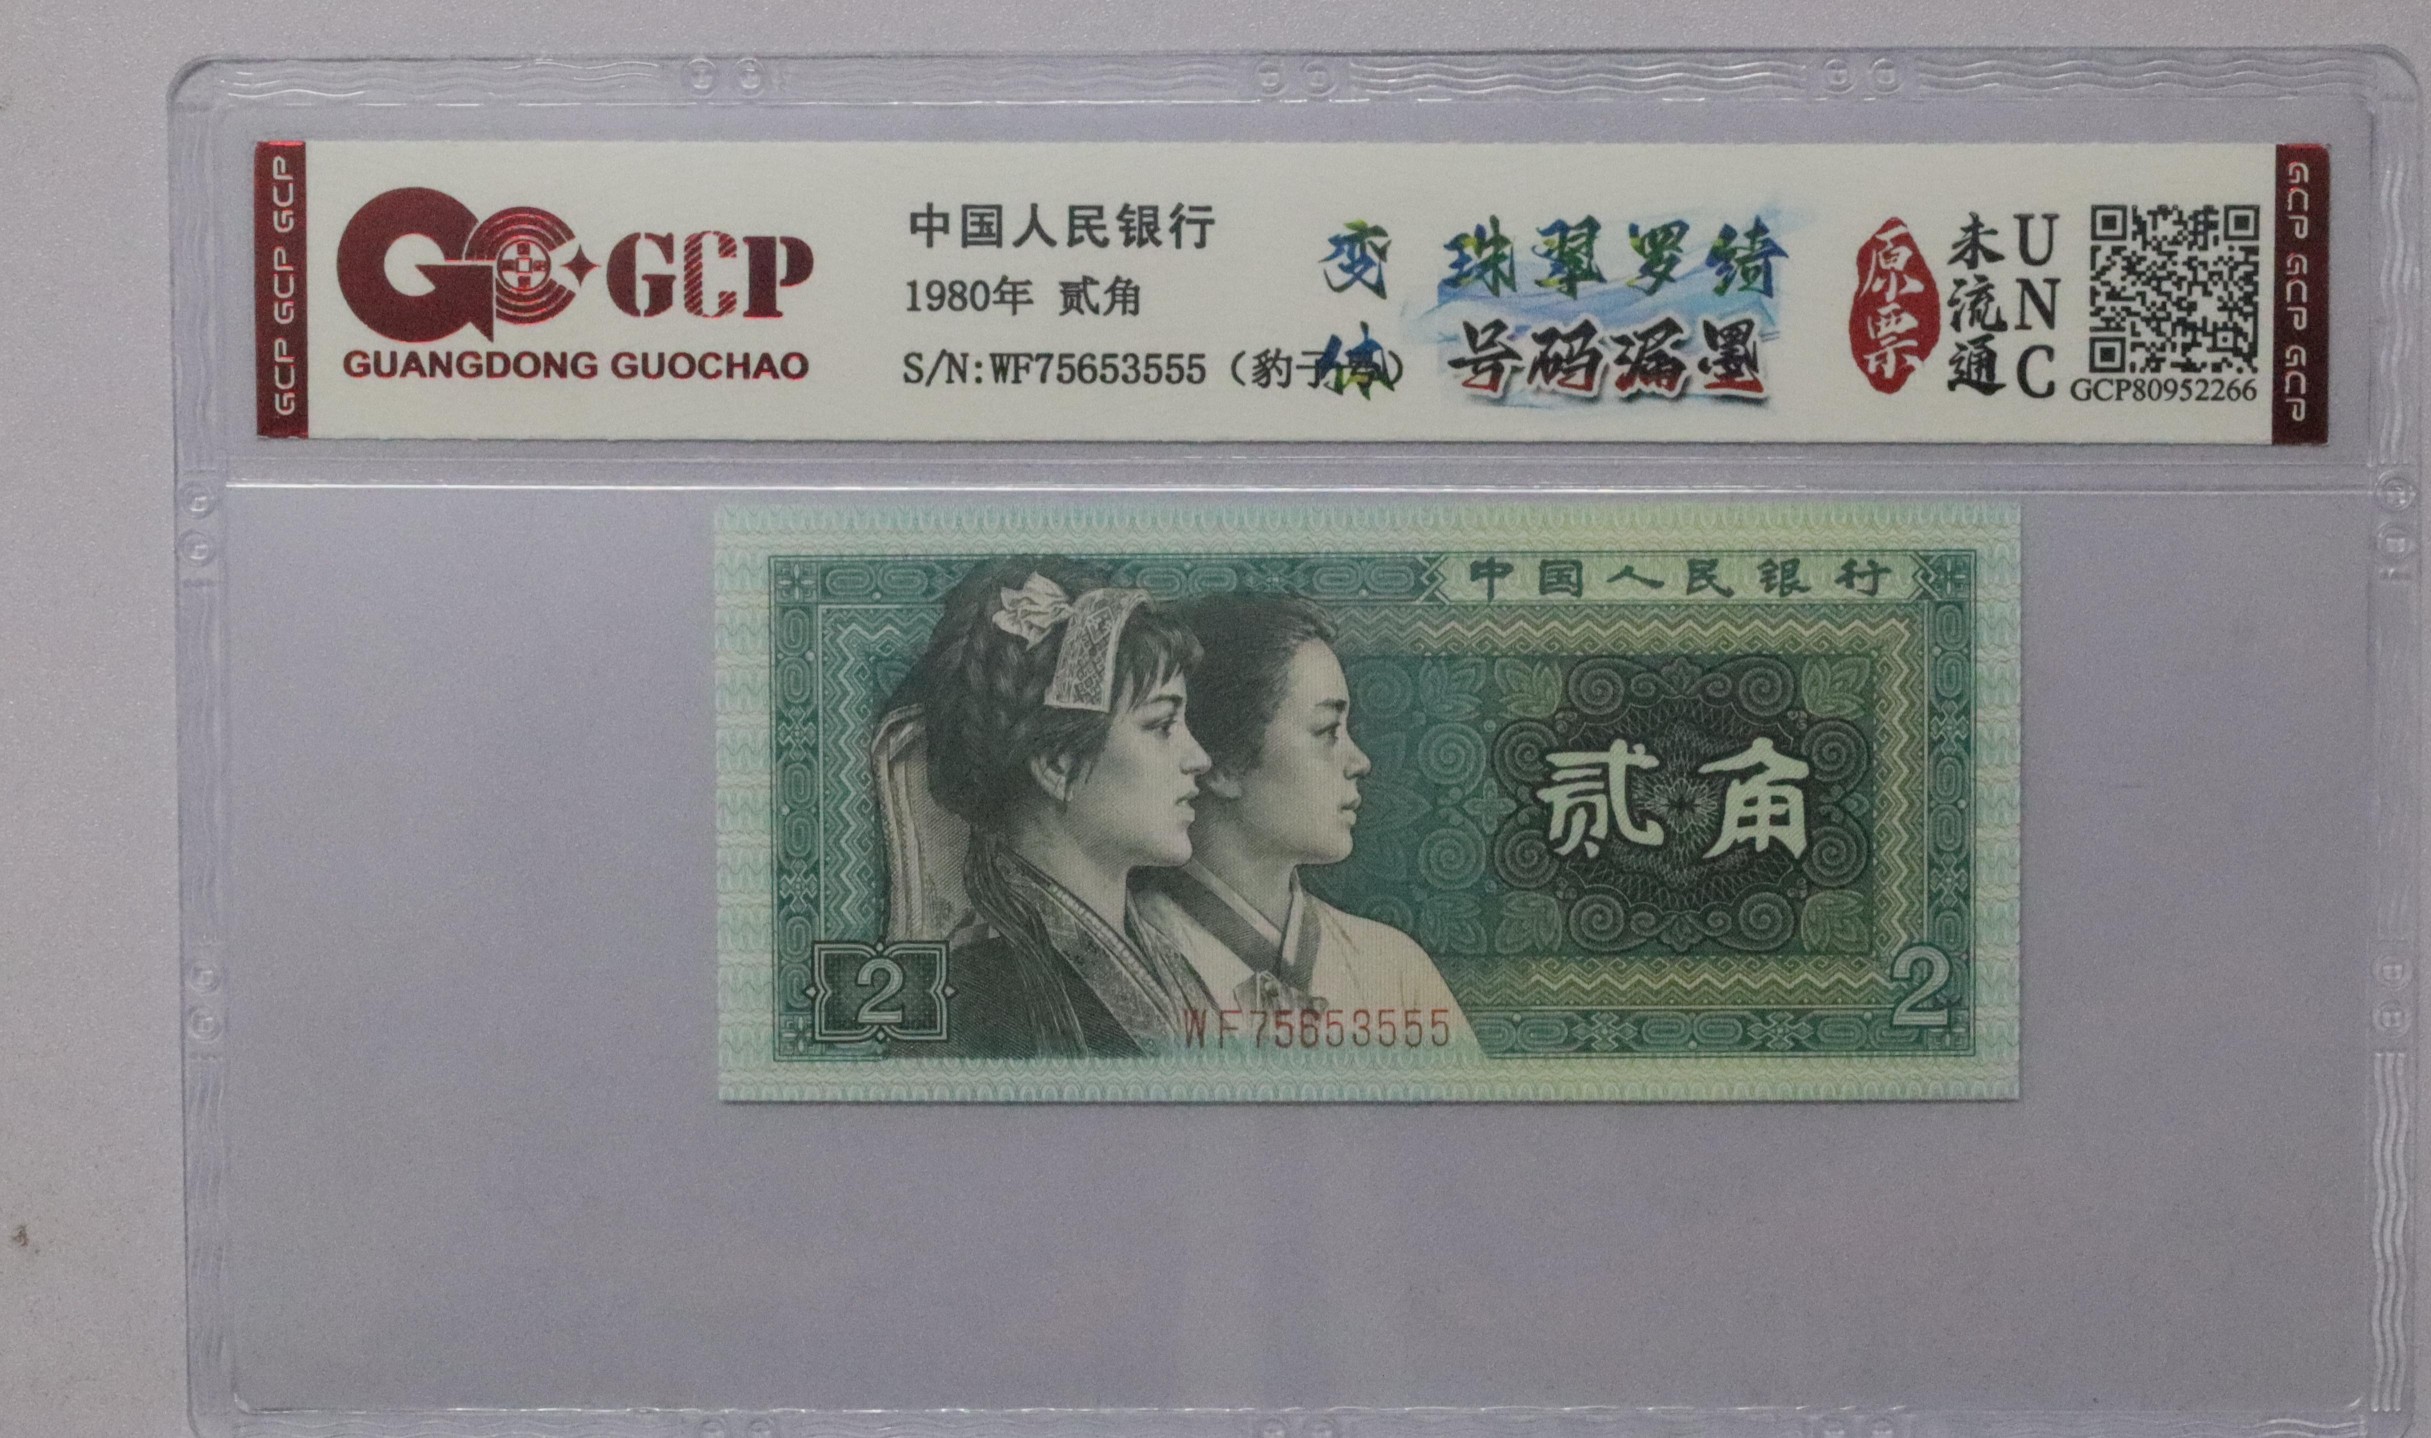 GCP GCP GCP
GCP
GUANGDONG GUOCHAO
中国人民银行
1980年 贰角
S/N:WF75653555（豹子号）
变体
珠翠罗绮
号码漏墨
原票
未流通
UNC
GCP80952266
GCP GCP GCP
中国人民银行
贰角
2
2
WF75653555